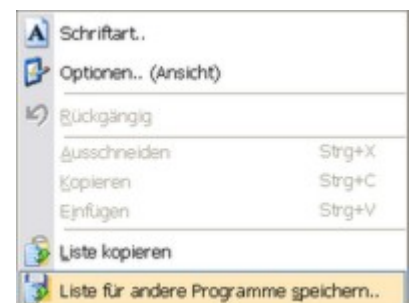 Schriftart..
Optionen.. (Ansicht)
Rückgängig
Ausschneiden Strg+X
Kopieren Strg+C
Einfügen Strg+V
Liste kopieren
Liste für andere Programme speichern..